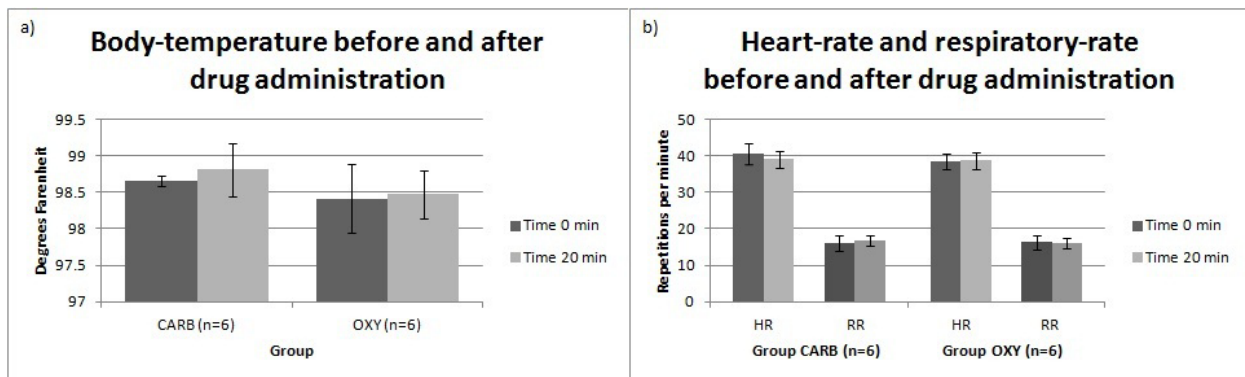 a)
Body-temperature before and after
drug administration
99.5
99
98.5
98
97.5
97
Degrees Farenheit
CARB (n=6)
OXY (n=6)
Group
Time 0 min
Time 20 min
b)
Heart-rate and respiratory-rate
before and after drug administration
50
40
30
20
10
0
Repetitions per minute
HR
RR
HR
RR
Group CARB (n=6)
Group OXY (n=6)
Time 0 min
Time 20 min